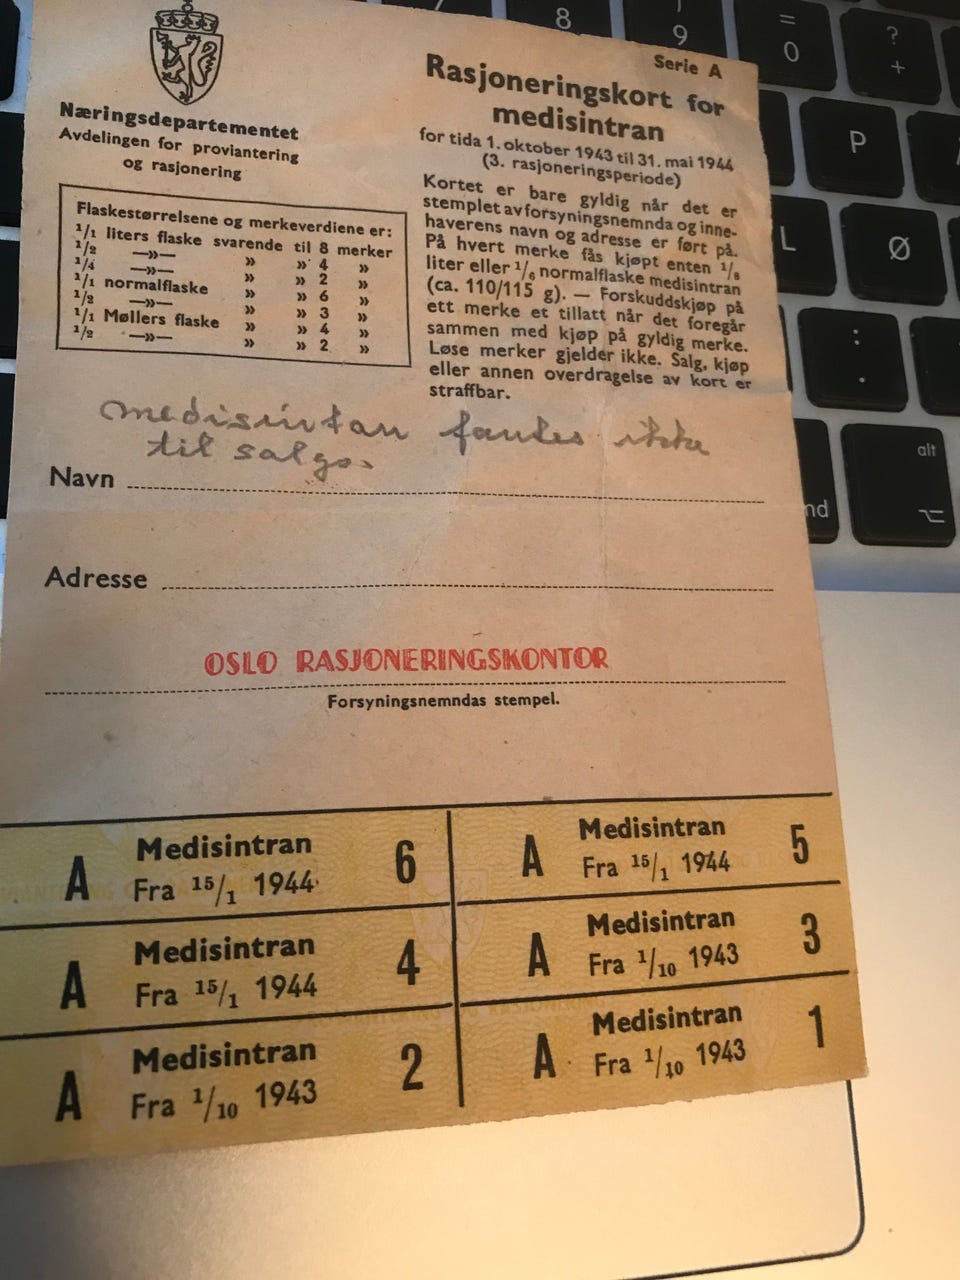 Næringsdepartementet
Avdelingen for proviantering
og rasjonering
Flaskestørrelsene og merkeverdiene er:
1/1 liters flaske svarende til 8 merker
1/2 —»— » » 4 »
1/4 —»— » » 2 »
1/1 normalflaske » » 6 »
1/2 —»— » » 3 »
1/1 Møllers flaske » » 4 »
1/2 —»— » » 2 »
Serie A
Rasjoneringskort for
medisintran
for tida 1. oktober 1943 til 31. mai 1944
(3. rasjoneringsperiode)
Kortet er bare gyldig når det er
stemplet av forsyningsnemnda og inne-
haverens navn og adresse er ført på.
På hvert merke fås kjøpt enten 1/8
liter eller 1/6 normalflaske medisintran
(ca. 110/115 g). — Forskuddskjøp på
ett merke et tillatt når det foregår
sammen med kjøp på gyldig merke.
Løse merker gjelder ikke. Salg, kjøp
eller annen overdragelse av kort er
straffbar.
medisintran fantes ikke
til salgs.
Navn
Adresse
OSLO RASJONERINGSKONTOR
Forsyningsnemndas stempel.
A Medisintran 6
Fra 15/1 1944
A Medisintran 5
Fra 15/1 1944
A Medisintran 4
Fra 15/1 1944
A Medisintran 3
Fra 1/10 1943
A Medisintran 2
Fra 1/10 1943
A Medisintran 1
Fra 1/10 1943
7
8
9
=
0
?
+
P
L
Ø
:
.
alt
⌥